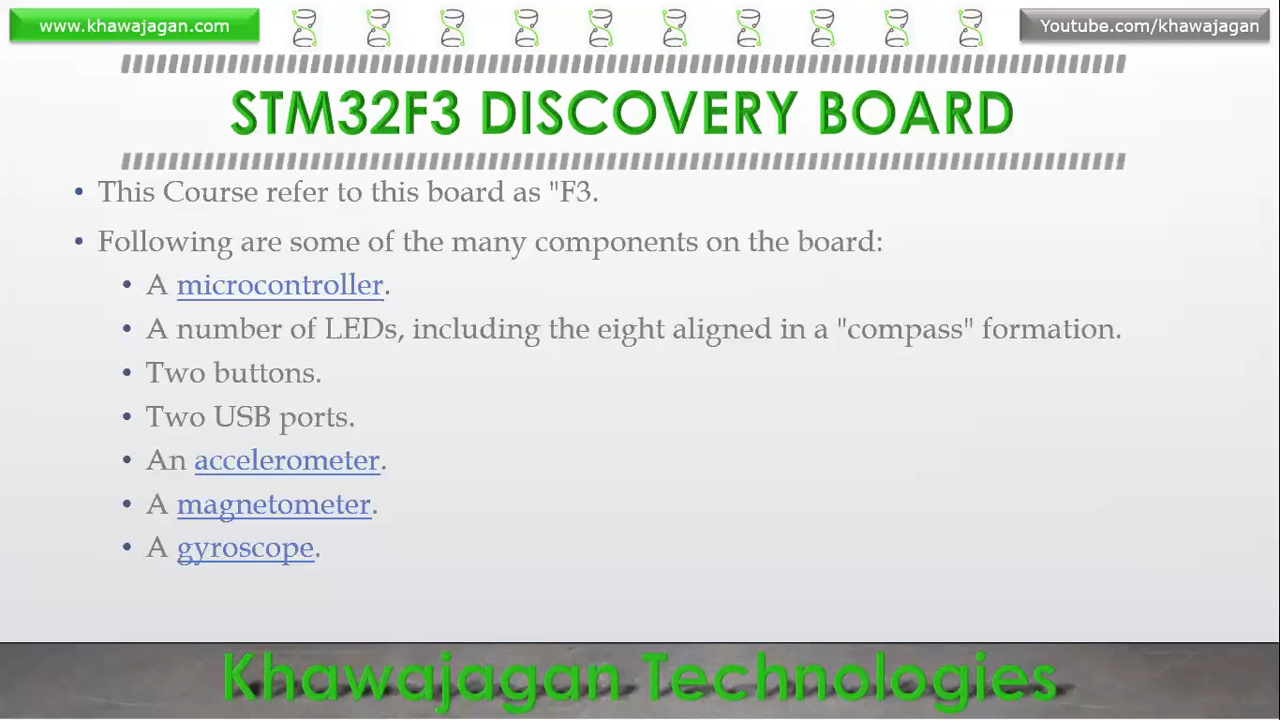 www.khawajagan.com
Youtube.com/khawajagan
STM32F3 DISCOVERY BOARD
• This Course refer to this board as "F3.
• Following are some of the many components on the board:
• A microcontroller.
• A number of LEDs, including the eight aligned in a "compass" formation.
• Two buttons.
• Two USB ports.
• An accelerometer.
• A magnetometer.
• A gyroscope.
Khawajagan Technologies